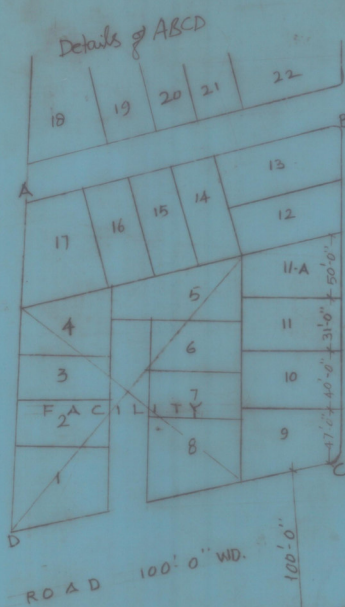 Details of ABCD
18 19 20 21 22
B
A
17 16 15 14 13
12
11-A
5
4
11
6
3
10
7
FACILITY
2
9
8
1
47'-0" 40'-0" 31'-0" 50'-0"
C
D
ROAD 100'-0" WD.
100'-0"